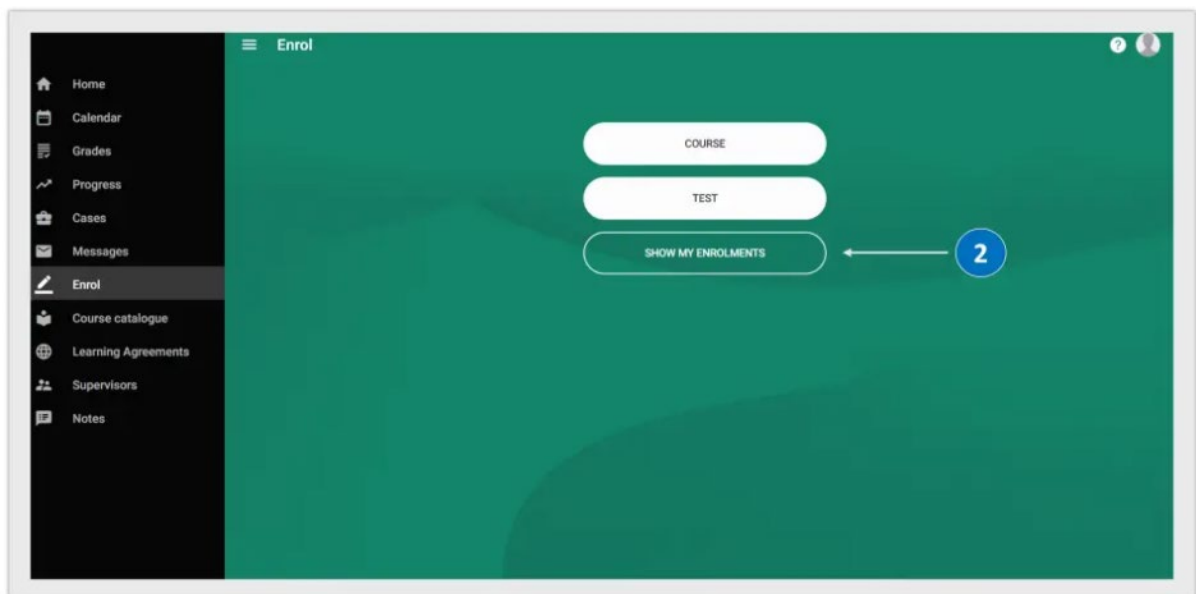 Enrol
?
Home
Calendar
Grades
Progress
Cases
Messages
Enrol
Course catalogue
Learning Agreements
Supervisors
Notes
COURSE
TEST
SHOW MY ENROLMENTS
2